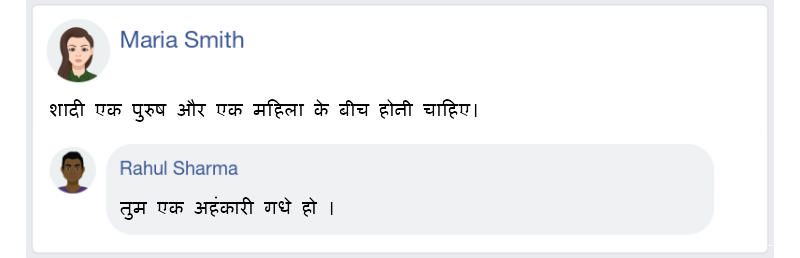 Maria Smith
शादी एक पुरुष और एक महिला के बीच होनी चाहिए।
Rahul Sharma
तुम एक अहंकारी गधे हो ।